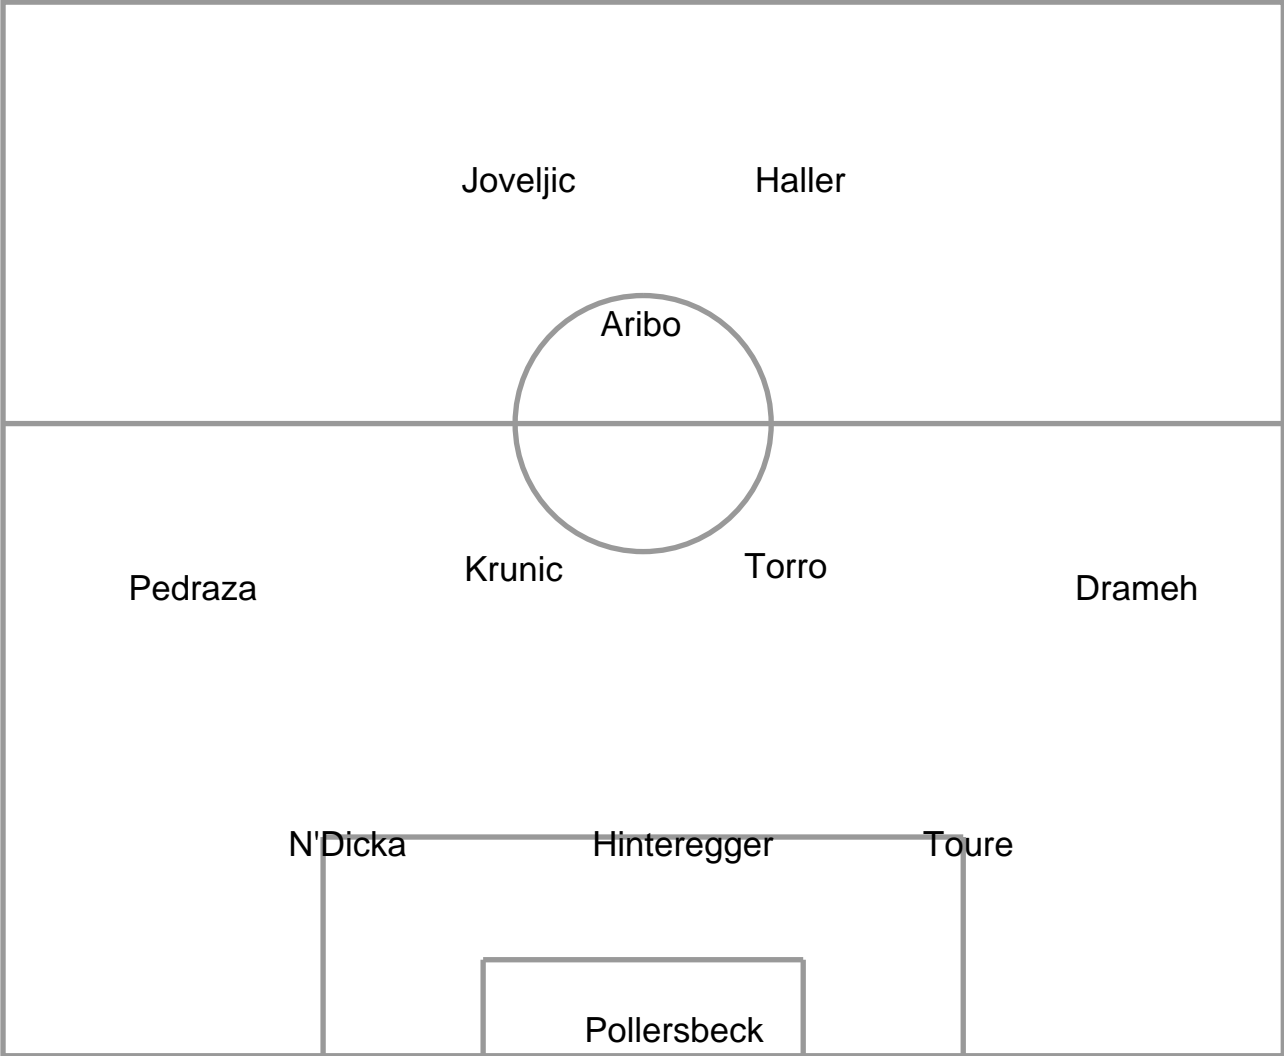 Joveljic Haller
Aribo
Krunic Torro
Pedraza Drameh
N'Dicka Hinteregger Toure
Pollersbeck